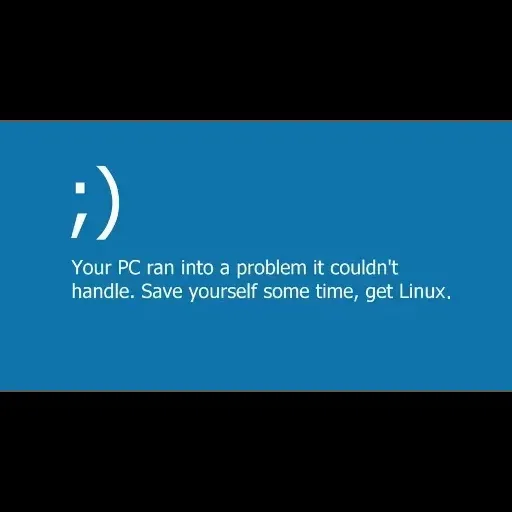 ;)
Your PC ran into a problem it couldn't
handle. Save yourself some time, get Linux.